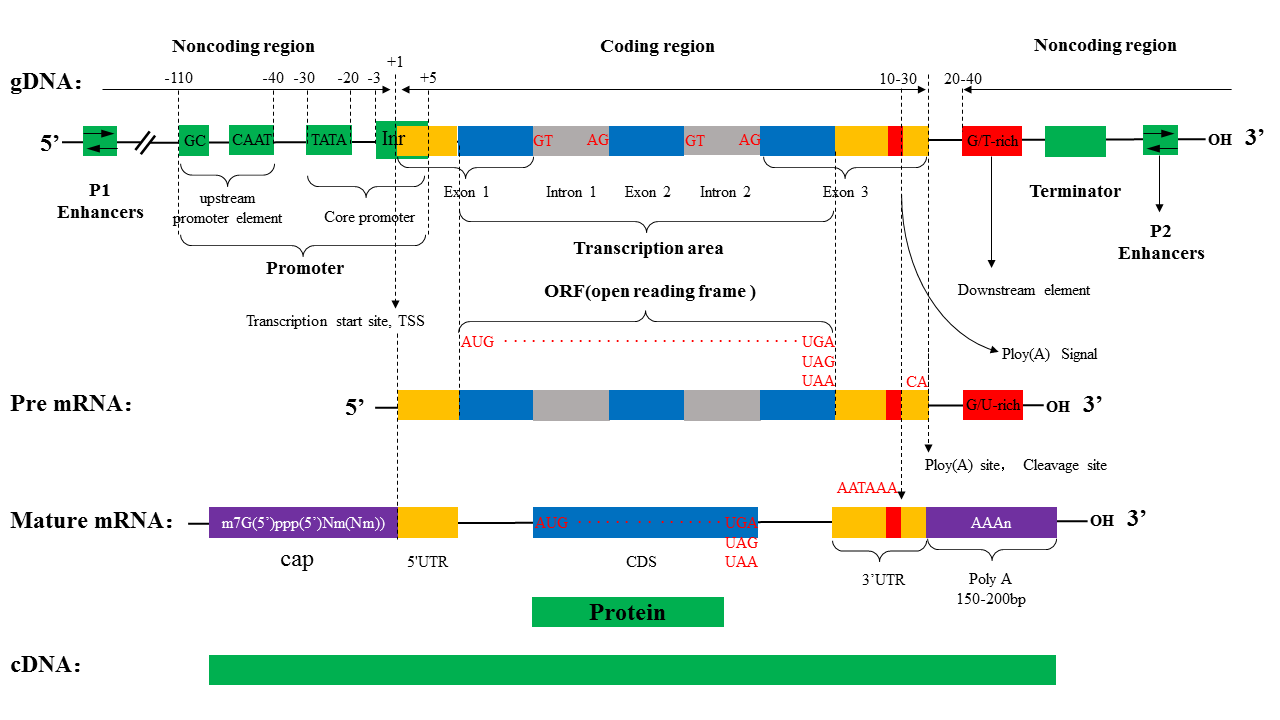 Noncoding region
Coding region
Noncoding region
gDNA：
-110
-40
-30
-20
-3
+1
+5
10-30
20-40
5’
GC
CAAT
TATA
Inr
GT
AG
GT
AG
G/T-rich
OH
3’
P1
Enhancers
upstream
promoter element
Core promoter
Exon 1
Intron 1
Exon 2
Intron 2
Exon 3
Terminator
P2
Enhancers
Promoter
Transcription area
Downstream element
ORF(open reading frame )
Transcription start site, TSS
AUG ································ UGA
UAG
UAA
Ploy(A) Signal
CA
Pre mRNA：
5’
G/U-rich
OH
3’
Ploy(A) site， Cleavage site
AATAAA
Mature mRNA：
m7G(5’)ppp(5’)Nm(Nm))
AUG ···················· UGA
UAG
UAA
AAAn
OH
3’
cap
5'UTR
CDS
3’UTR
Poly A
150-200bp
Protein
cDNA：